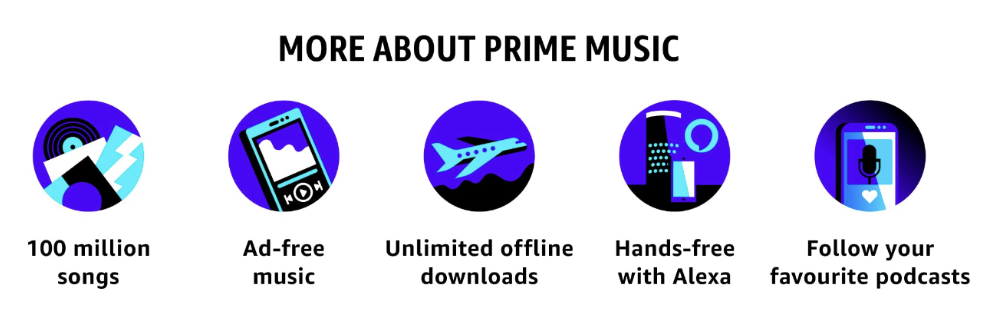 MORE ABOUT PRIME MUSIC
100 million
songs
Ad-free
music
Unlimited offline
downloads
Hands-free
with Alexa
Follow your
favourite podcasts